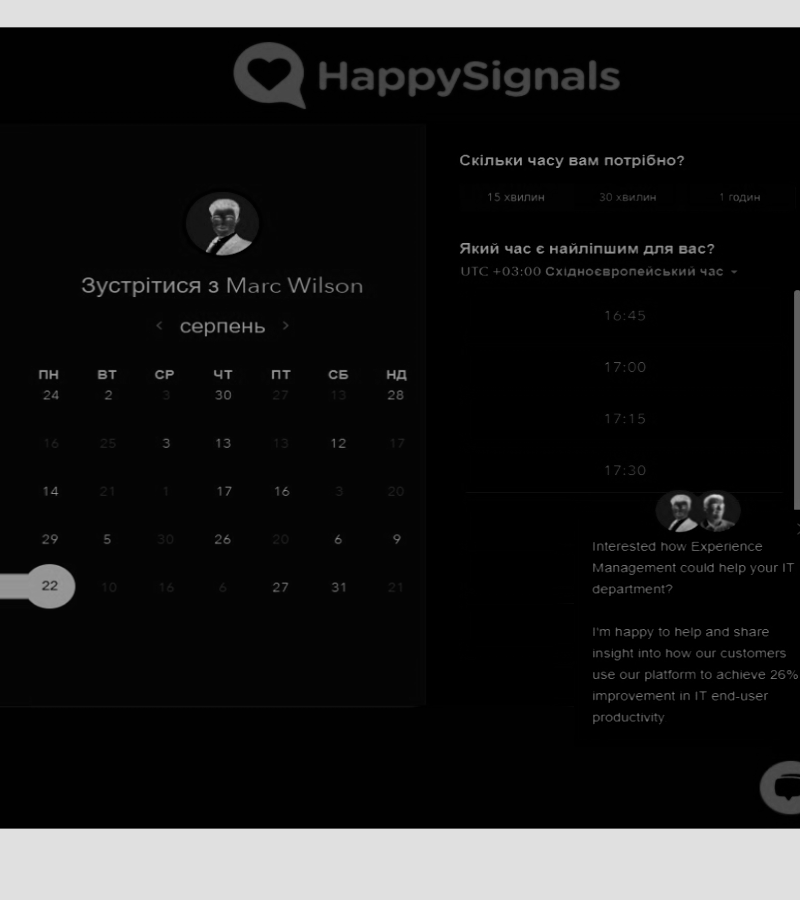 HappySignals
Зустрітися з Marc Wilson
серпень
ПН ВТ СР ЧТ ПТ СБ НД
24 2 3 30 27 13 28
16 25 3 13 13 12 17
14 21 1 17 16 3 20
29 5 30 26 20 6 9
22 10 16 6 27 31 21
Скільки часу вам потрібно?
15 хвилин 30 хвилин 1 годин
Який час є найліпшим для вас?
UTC +03:00 Східноєвропейський час
16:45
17:00
17:15
17:30
Interested how Experience
Management could help your IT
department?
I'm happy to help and share
insight into how our customers
use our platform to achieve 26%
improvement in IT end-user
productivity